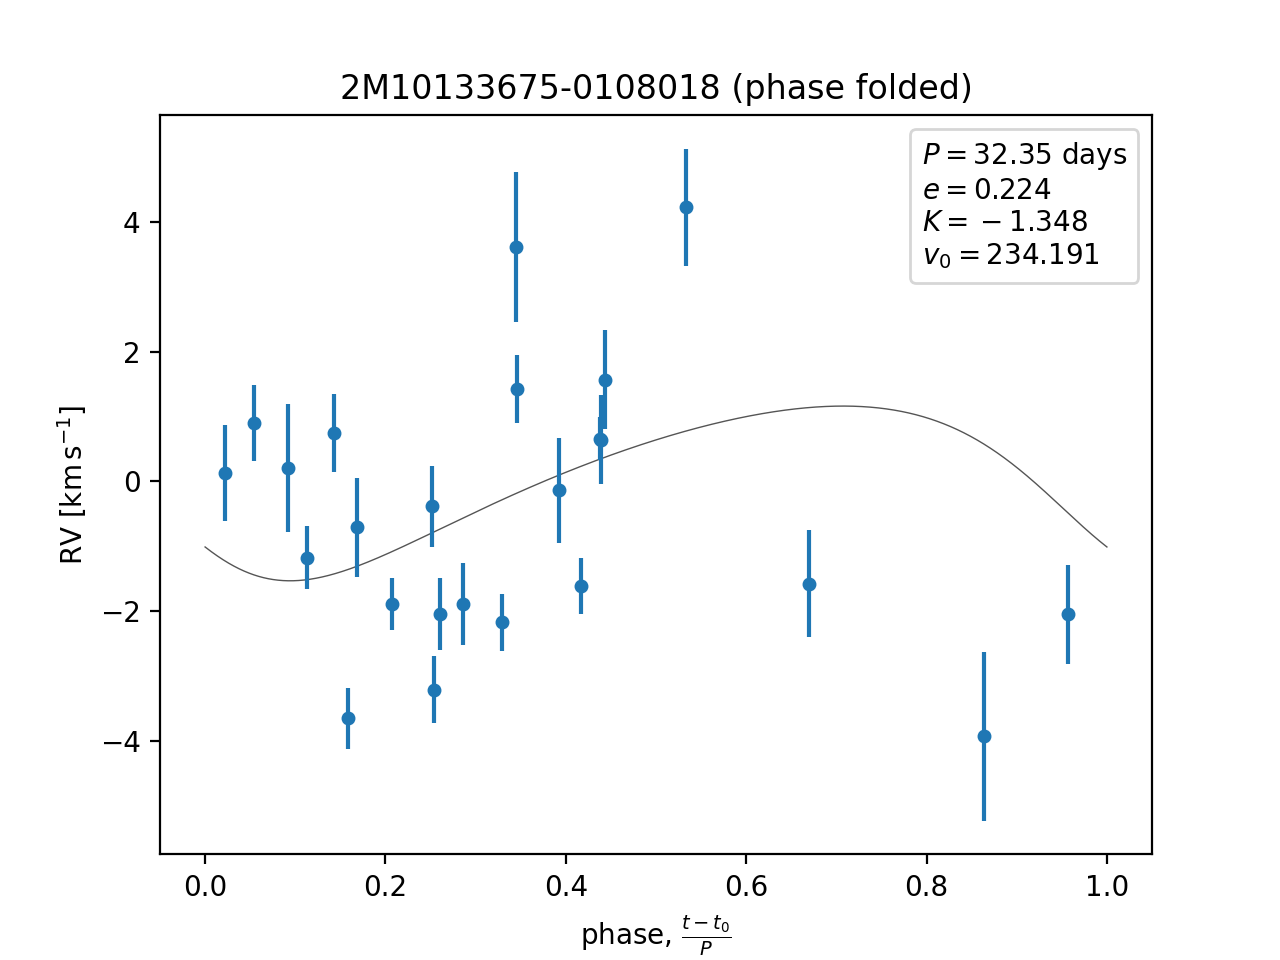 2M10133675-0108018 (phase folded)
P = 32.35 days
e = 0.224
K = − 1.348
v₀ = 234.191
4
2
0
−2
−4
RV [km s⁻¹]
0.0 0.2 0.4 0.6 0.8 1.0
phase, (t − t₀)/P